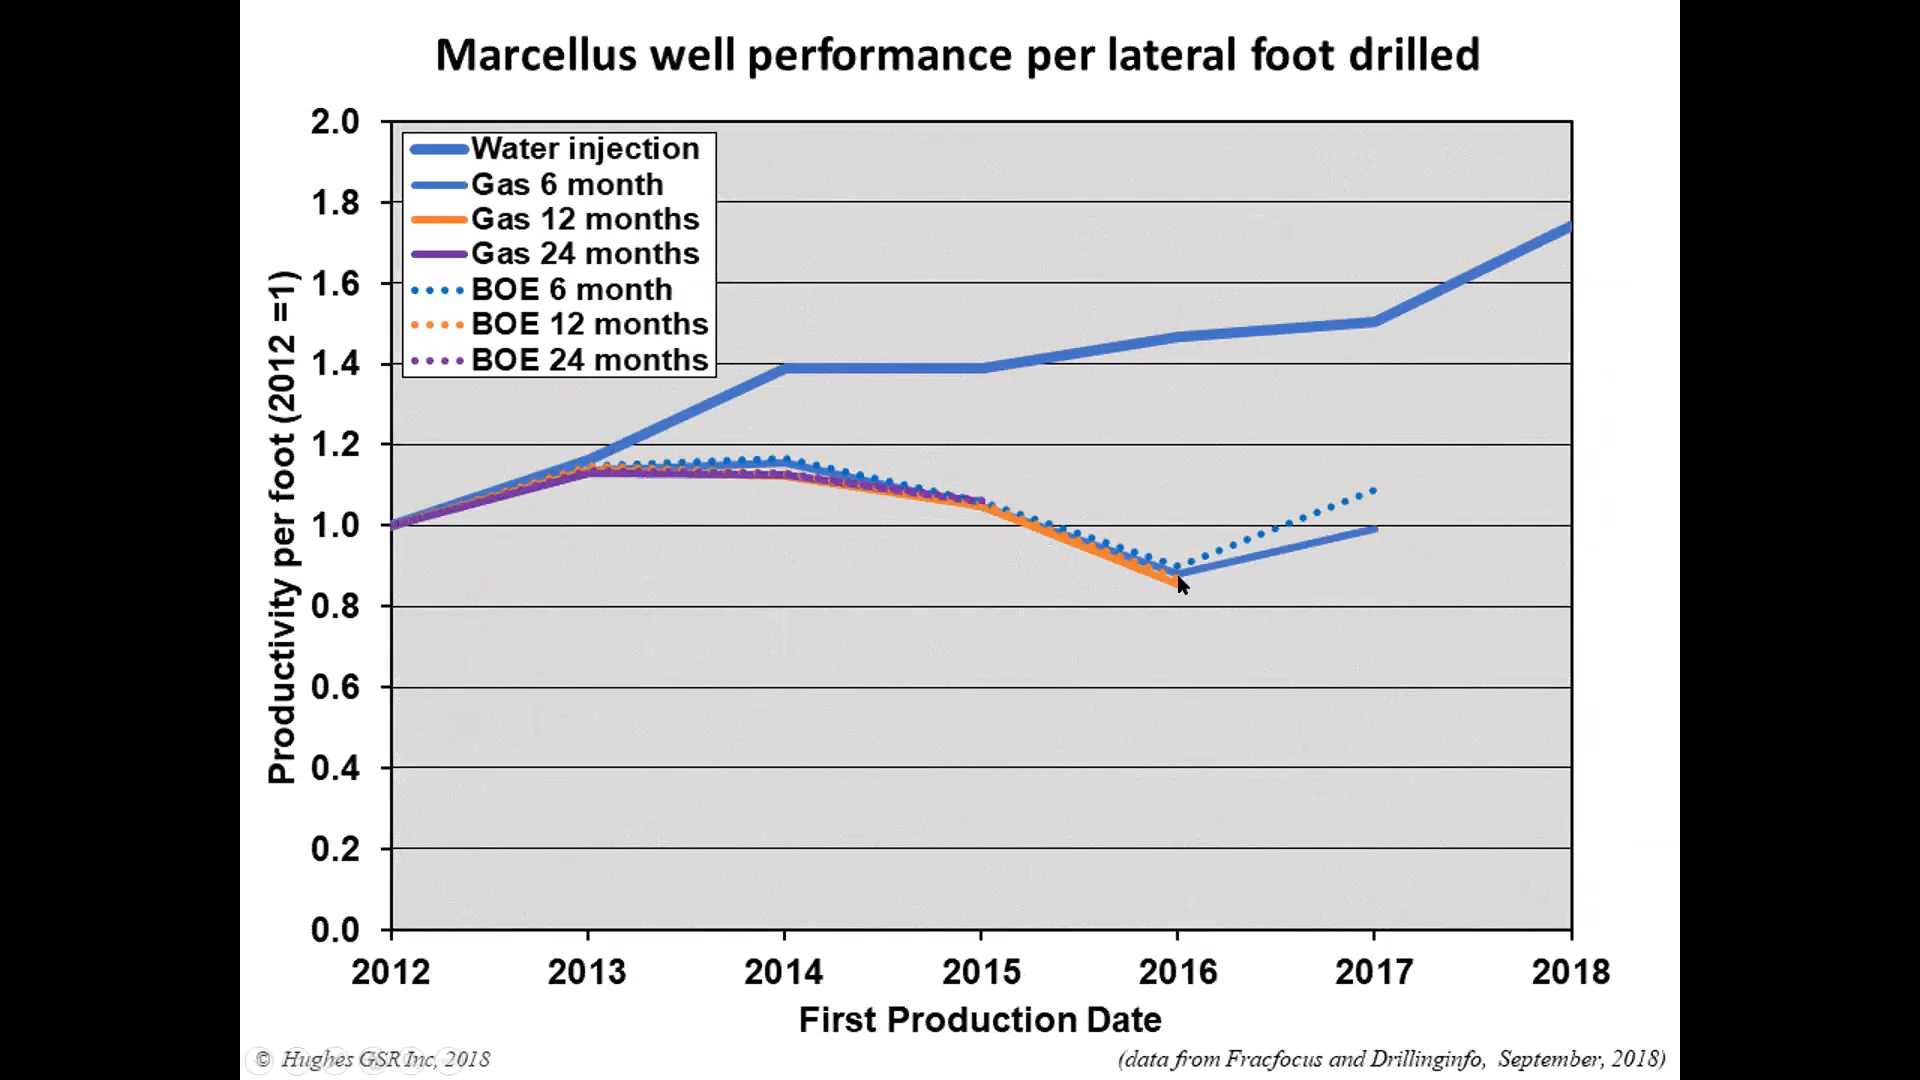 Marcellus well performance per lateral foot drilled
2.0
1.8
1.6
1.4
1.2
1.0
0.8
0.6
0.4
0.2
0.0
Productivity per foot (2012 =1)
Water injection
Gas 6 month
Gas 12 months
Gas 24 months
BOE 6 month
BOE 12 months
BOE 24 months
2012 2013 2014 2015 2016 2017 2018
First Production Date
© Hughes GSR Inc, 2018
(data from Fracfocus and Drillinginfo, September, 2018)